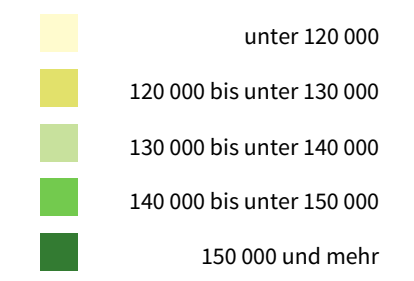 unter 120 000
120 000 bis unter 130 000
130 000 bis unter 140 000
140 000 bis unter 150 000
150 000 und mehr